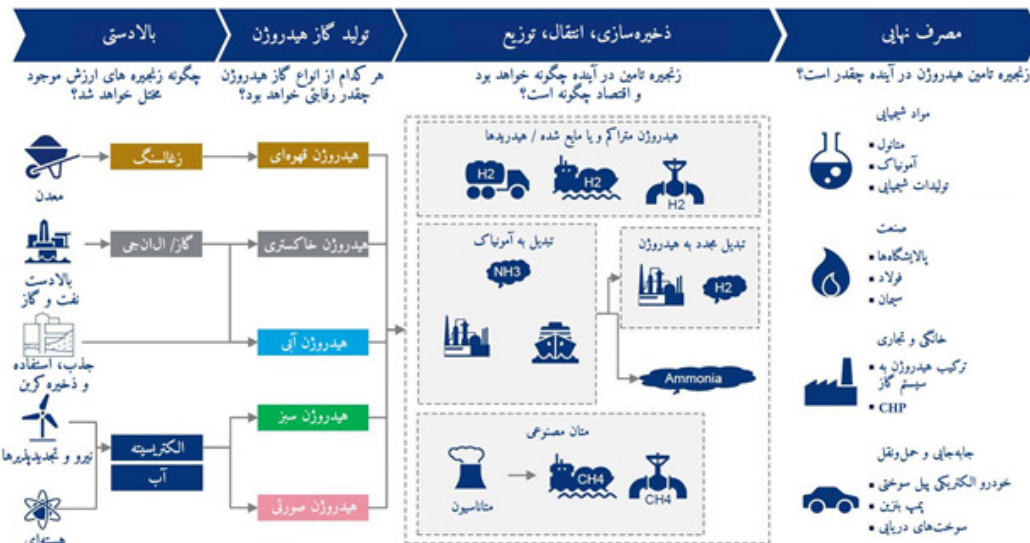 بالادستی
تولید گاز هیدروژن
ذخیره‌سازی، انتقال، توزیع
مصرف نهایی
چگونه زنجیره های ارزش موجود
مختل خواهد شد؟
هر کدام از انواع گاز هیدروژن
چقدر رقابتی خواهد بود؟
زنجیره تامین در آینده چگونه خواهد بود
و اقتصاد چگونه است؟
زنجیره تامین هیدروژن در آینده چقدر است؟
معدن
زغالسنگ
هیدروژن قهوه‌ای
بالادست
نفت و گاز
گاز/ ال‌ان‌جی
هیدروژن خاکستری
جذب، استفاده
و ذخیره کربن
هیدروژن آبی
نیرو و تجدیدپذیرها
هسته‌ای
الکتریسیته
آب
هیدروژن سبز
هیدروژن صورتی
هیدروژن متراکم و یا مایع شده / هیدریدها
H2
H2
H2
تبدیل به آمونیاک
NH3
تبدیل مجدد به هیدروژن
H2
Ammonia
متان مصنوعی
متاناسیون
CH4
CH4
مواد شیمیایی
▪ متانول
▪ آمونیاک
▪ تولیدات شیمیایی
صنعت
▪ پالایشگاه‌ها
▪ فولاد
▪ سیمان
خانگی و تجاری
▪ ترکیب هیدروژن به
سیستم گاز
▪ CHP
جابه‌جایی و حمل‌ونقل
▪ خودرو الکتریکی پیل سوختی
▪ پمپ بنزین
▪ سوخت‌های دریایی